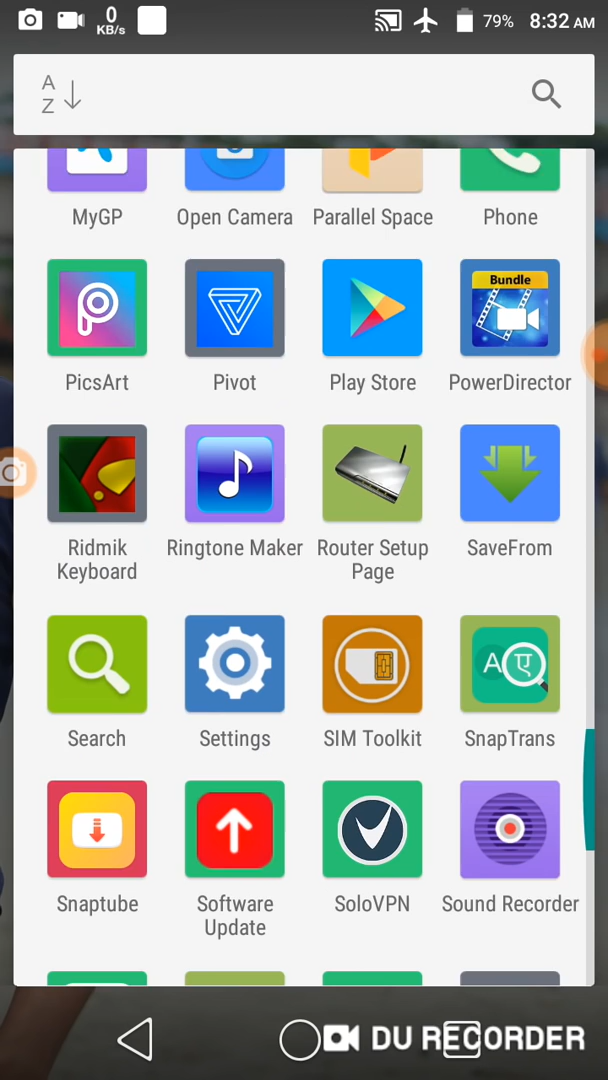 0
KB/s
79%
8:32 AM
A
Z
MyGP
Open Camera
Parallel Space
Phone
Bundle
PicsArt
Pivot
Play Store
PowerDirector
Ridmik
Keyboard
Ringtone Maker
Router Setup
Page
SaveFrom
A ए
Search
Settings
SIM Toolkit
SnapTrans
Snaptube
Software
Update
SoloVPN
Sound Recorder
DU RECORDER